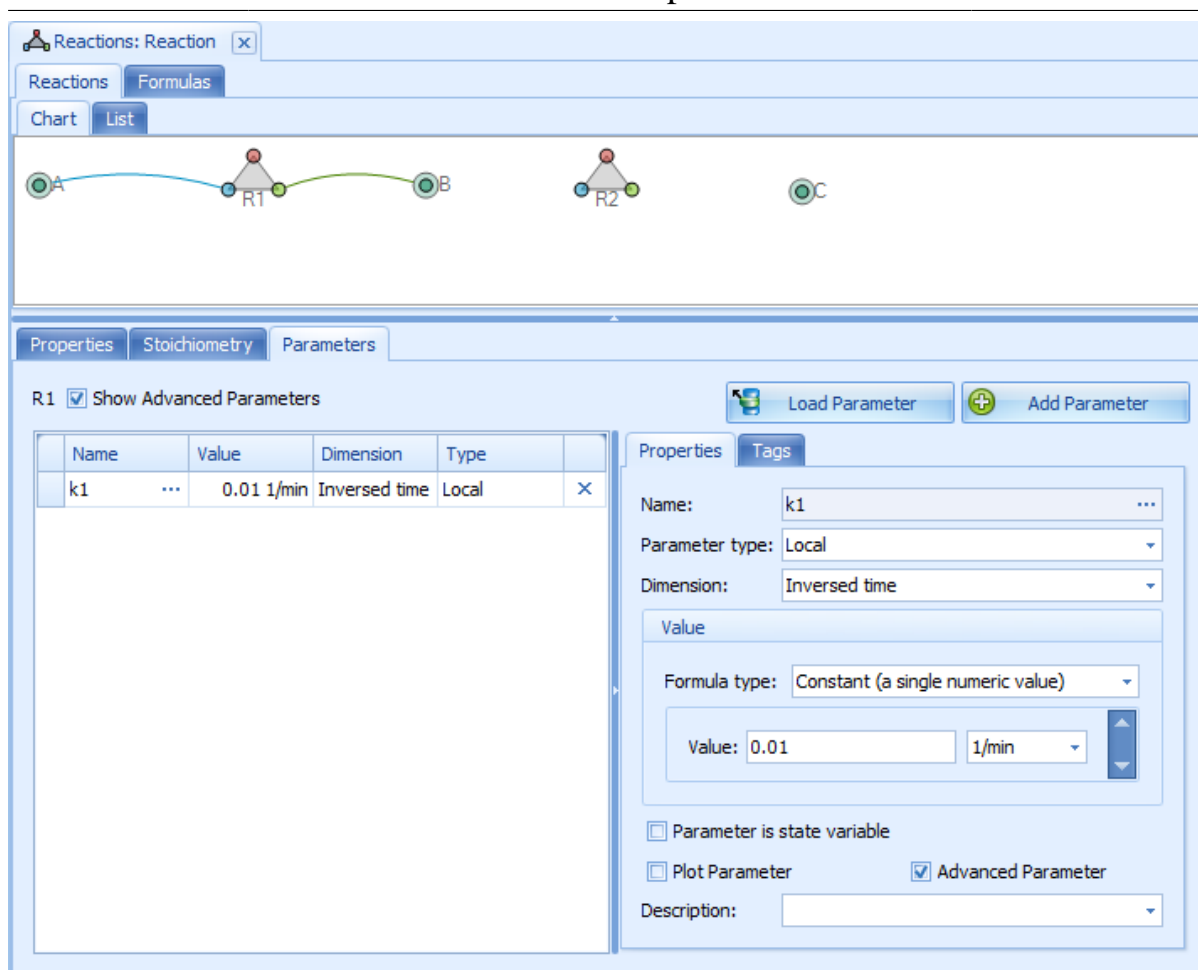 Reactions: Reaction
Reactions Formulas
Chart List
A R1 B R2 C
Properties Stoichiometry Parameters
R1 Show Advanced Parameters Load Parameter Add Parameter
Name Value Dimension Type
k1 ... 0.01 1/min Inversed time Local
Properties Tags
Name: k1 ...
Parameter type: Local
Dimension: Inversed time
Value
Formula type: Constant (a single numeric value)
Value: 0.01 1/min
Parameter is state variable
Plot Parameter Advanced Parameter
Description: